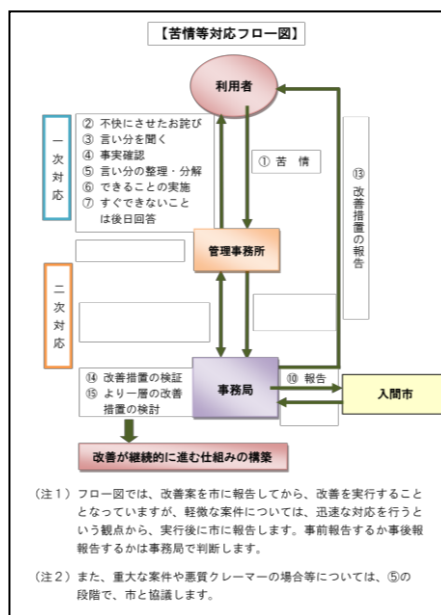 【苦情等対応フロー図】
利用者
一次対応
② 不快にさせたお詫び
③ 言い分を聞く
④ 事実確認
⑤ 言い分の整理・分解
⑥ できることの実施
⑦ すぐできないこと
は後日回答
① 苦 情
⑬ 改善措置の報告
管理事務所
二次対応
⑭ 改善措置の検証
⑮ より一層の改善
措置の検討
事務局
⑩ 報告
入間市
改善が継続的に進む仕組みの構築
(注1) フロー図では、改善案を市に報告してから、改善を実行すること
となっていますが、軽微な案件については、迅速な対応を行うと
いう観点から、実行後に市に報告します。事前報告するか事後報
報告するかは事務局で判断します。
(注2) また、重大な案件や悪質クレーマーの場合等については、⑤の
段階で、市と協議します。